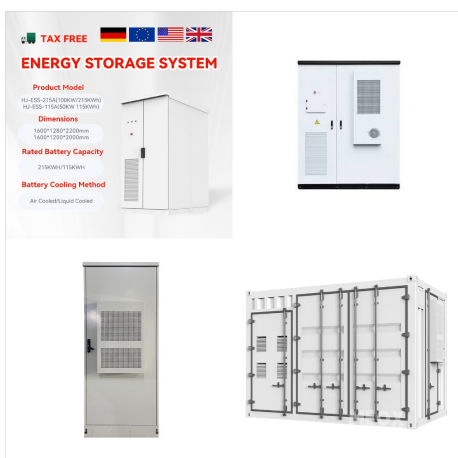 TAX FREE
ENERGY STORAGE SYSTEM
Product Model
HJ-ESS-215A(100KW/215KWh)
HJ-ESS-115A(50KW 115KWh)
Dimensions
1600*1280*2200mm
1600*1200*2000mm
Rated Battery Capacity
215KWH/115KWH
Battery Cooling Method
Air Cooled/Liquid Cooled